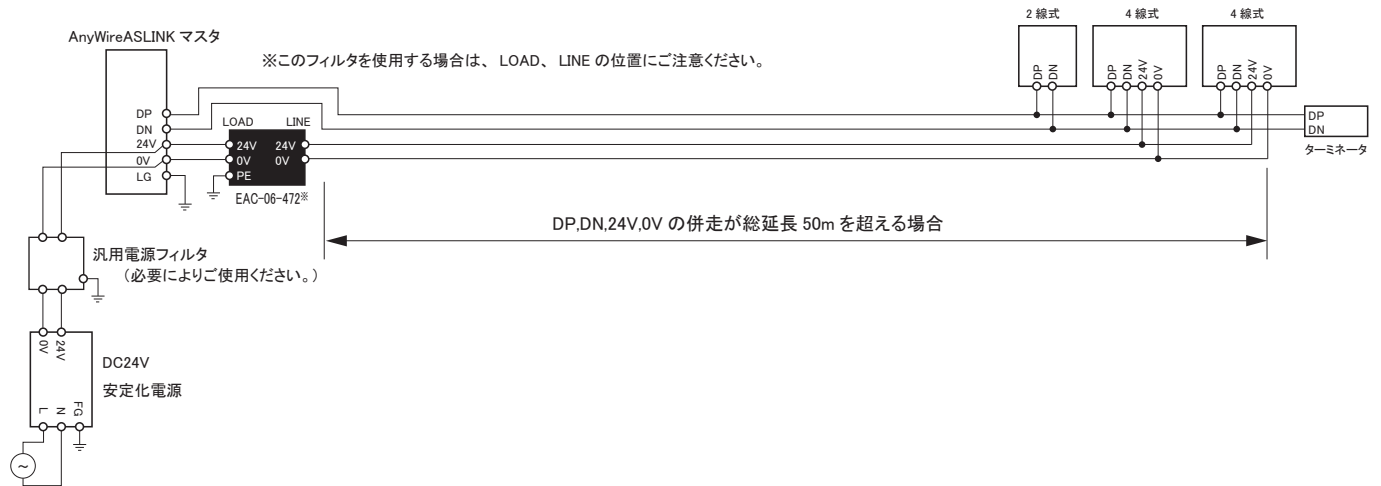 2 線式
4 線式
4 線式
AnyWireASLINK マスタ
※このフィルタを使用する場合は、LOAD、LINE の位置にご注意ください。
DP
DN
DP
DN
24V
0V
DP
DN
24V
0V
DP
DN
24V
0V
LG
LOAD
LINE
24V
24V
0V
0V
PE
EAC-06-472※
DP
DN
ターミネータ
DP,DN,24V,0V の併走が総延長 50m を超える場合
汎用電源フィルタ
（必要によりご使用ください。）
0V
24V
DC24V
安定化電源
L
N
FG
~